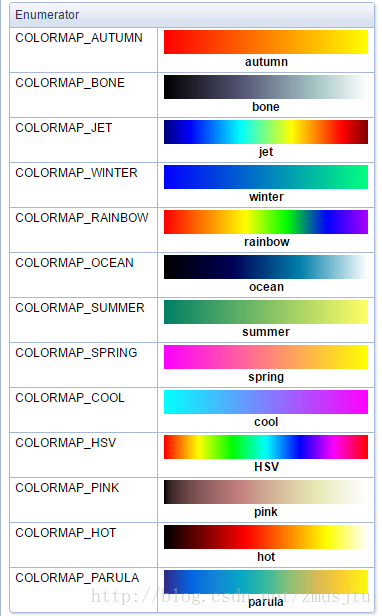 Enumerator
COLORMAP_AUTUMN
autumn
COLORMAP_BONE
bone
COLORMAP_JET
jet
COLORMAP_WINTER
winter
COLORMAP_RAINBOW
rainbow
COLORMAP_OCEAN
ocean
COLORMAP_SUMMER
summer
COLORMAP_SPRING
spring
COLORMAP_COOL
cool
COLORMAP_HSV
HSV
COLORMAP_PINK
pink
COLORMAP_HOT
hot
COLORMAP_PARULA
parula
http://blog.csdn.net/zmdsjtu